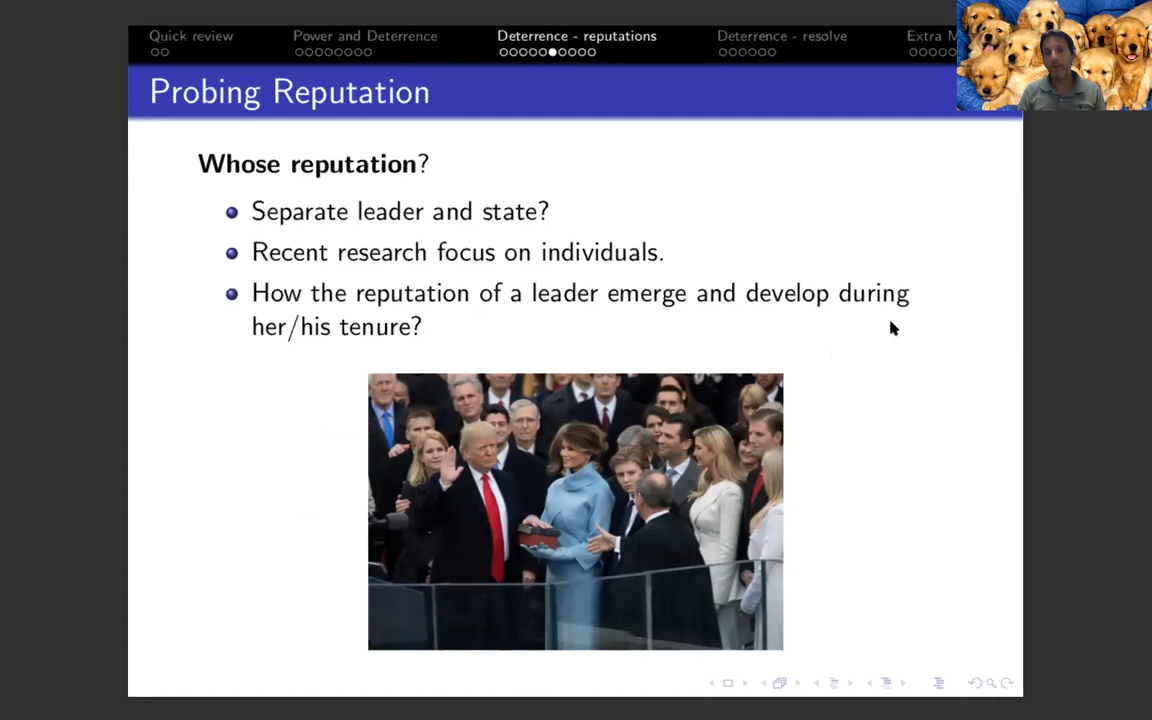 Quick review
Power and Deterrence
Deterrence - reputations
Deterrence - resolve
Extra M
Probing Reputation
Whose reputation?
Separate leader and state?
Recent research focus on individuals.
How the reputation of a leader emerge and develop during
her/his tenure?